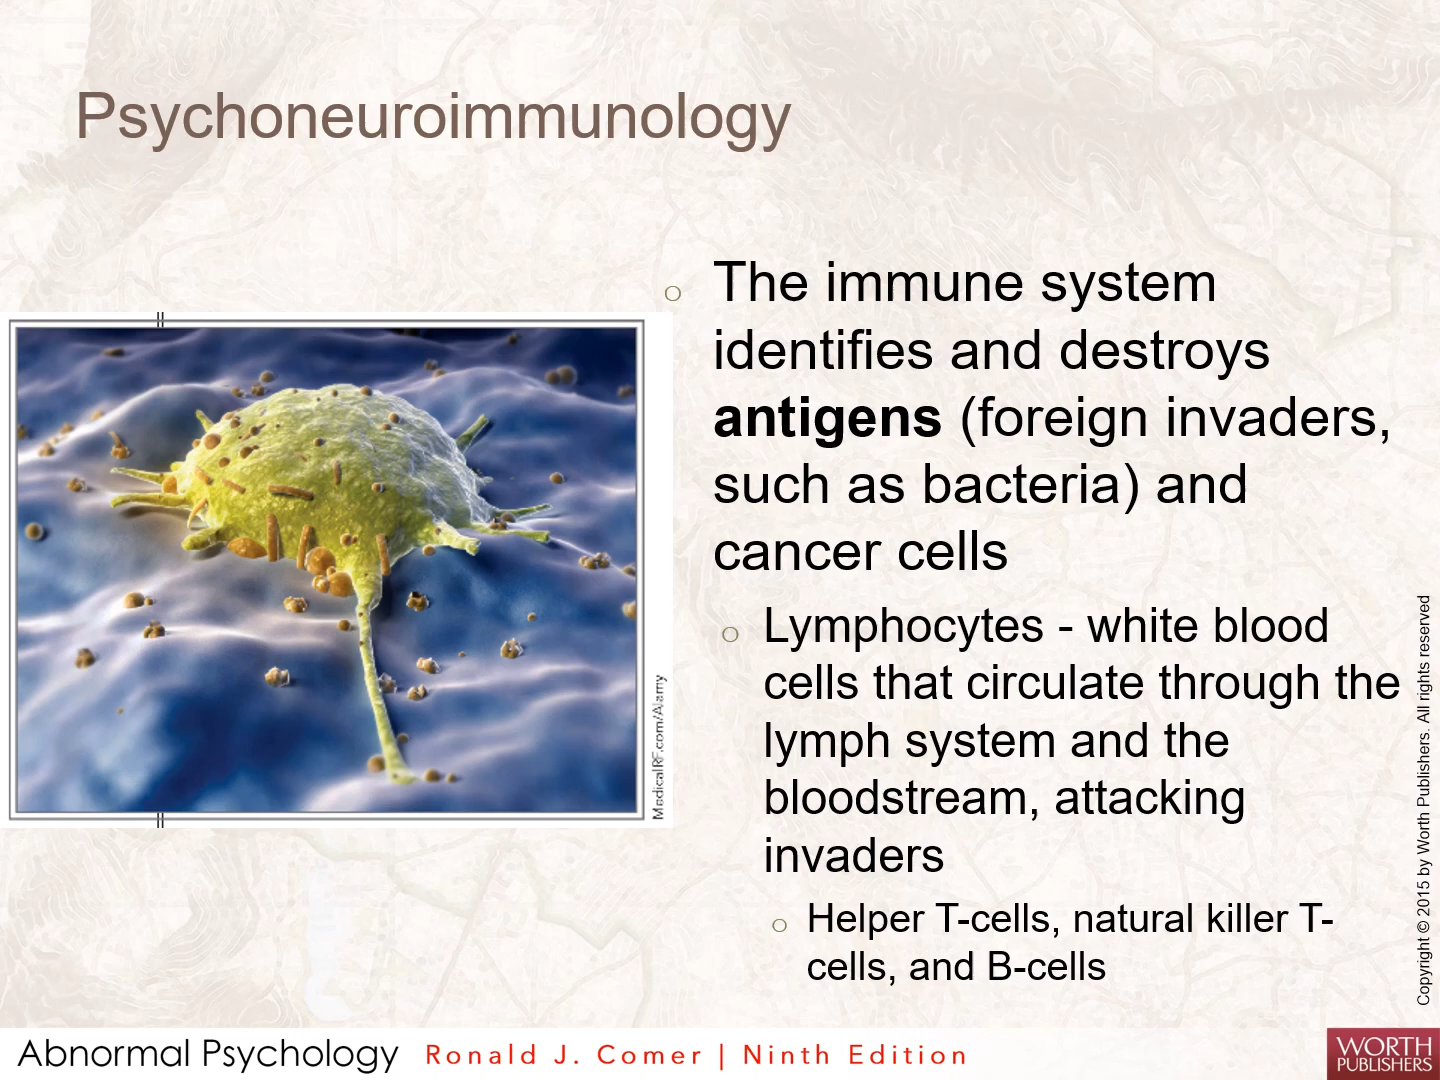 Psychoneuroimmunology
o The immune system
identifies and destroys
antigens (foreign invaders,
such as bacteria) and
cancer cells
o Lymphocytes - white blood
cells that circulate through the
lymph system and the
bloodstream, attacking
invaders
o Helper T-cells, natural killer T-
cells, and B-cells
MedicalRF.com/Alamy
Copyright © 2015 by Worth Publishers. All rights reserved
Abnormal Psychology Ronald J. Comer | Ninth Edition
WORTH
PUBLISHERS